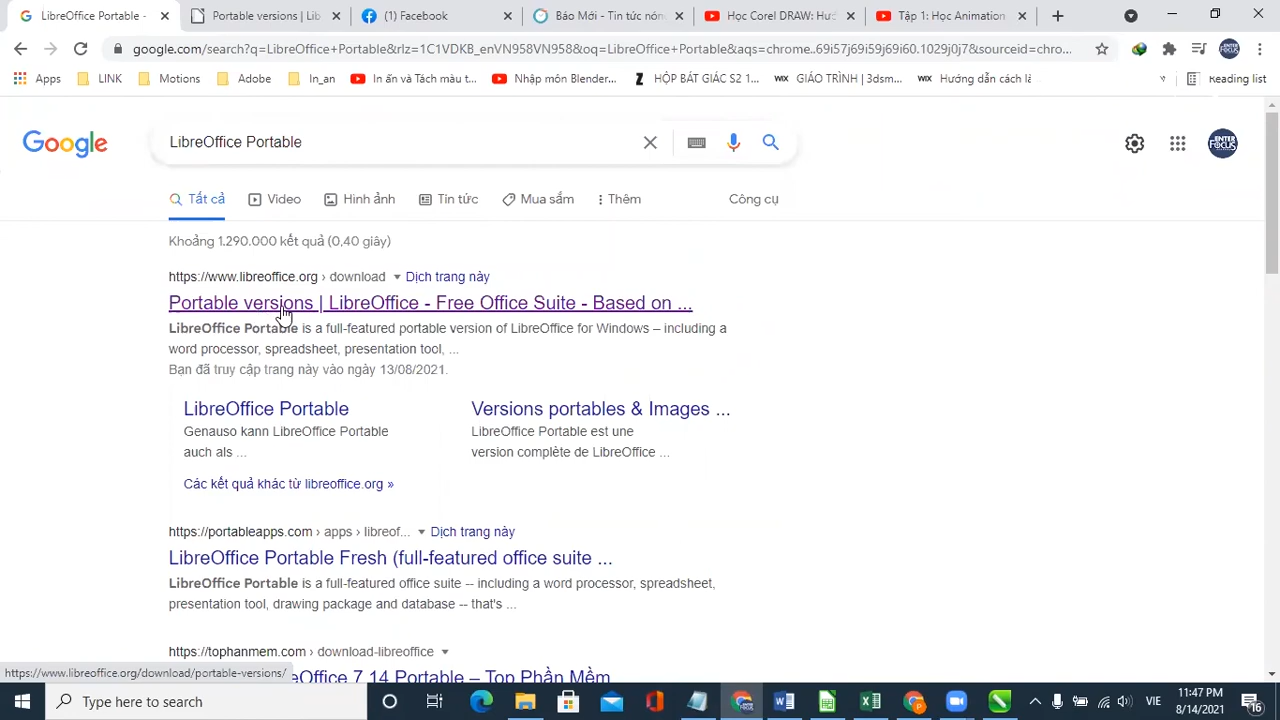 LibreOffice Portable -
Portable versions | Lib
(1) Facebook
Báo Mới - Tin tức nón
Học Corel DRAW: Hướ
Tập 1: Học Animation
google.com/search?q=LibreOffice+Portable&rlz=1C1VDKB_enVN958VN958&oq=LibreOffice+Portable&aqs=chrome..69i57j69i59j69i60.1029j0j7&sourceid=chro...
Apps
LINK
Motions
Adobe
In_an
In ấn và Tách màu t...
Nhập môn Blender...
HỘP BÁT GIÁC S2 1...
GIÁO TRÌNH | 3dsm...
Hướng dẫn cách là
Reading list
Google
LibreOffice Portable
Tất cả
Video
Hình ảnh
Tin tức
Mua sắm
Thêm
Công cụ
Khoảng 1.290.000 kết quả (0,40 giây)
https://www.libreoffice.org › download Dịch trang này
Portable versions | LibreOffice - Free Office Suite - Based on ...
LibreOffice Portable is a full-featured portable version of LibreOffice for Windows – including a
word processor, spreadsheet, presentation tool, ...
Bạn đã truy cập trang này vào ngày 13/08/2021.
LibreOffice Portable
Genauso kann LibreOffice Portable
auch als ...
Versions portables & Images ...
LibreOffice Portable est une
version complète de LibreOffice ...
Các kết quả khác từ libreoffice.org »
https://portableapps.com › apps › libreof... Dịch trang này
LibreOffice Portable Fresh (full-featured office suite ...
LibreOffice Portable is a full-featured office suite -- including a word processor, spreadsheet,
presentation tool, drawing package and database -- that's ...
https://tophanmem.com › download-libreoffice
eOffice 7.14 Portable – Top Phần Mềm
https://www.libreoffice.org/download/portable-versions/
Type here to search
VIE
11:47 PM
8/14/2021
16